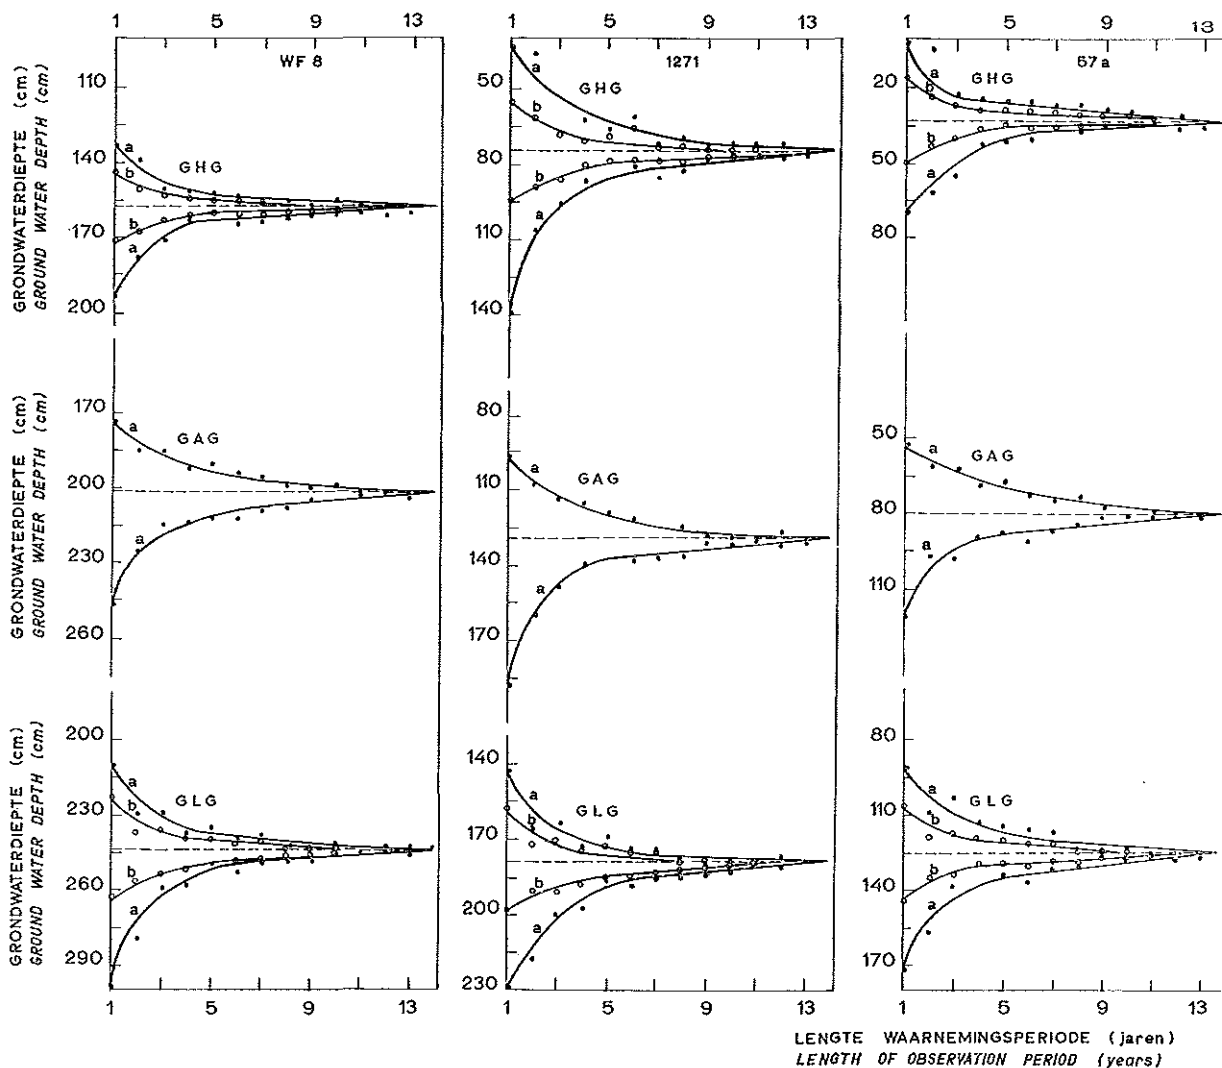 1 5 9 13 1 5 9 13 1 5 9 13
WF 8 1271 57a
110 140 170 200
50 80 110 140
20 50 80
a b GHG b a
a b GHG b a
a b GHG b a
GRONDWATERDIEPTE (cm)
GROUND WATER DEPTH (cm)
170 200 230 260
80 110 140 170
50 80 110
a GAG a
a GAG a
a GAG a
GRONDWATERDIEPTE (cm)
GROUND WATER DEPTH (cm)
200 230 260 290
140 170 200 230
80 110 140 170
a b GLG b a
a b GLG b a
a b GLG b a
GRONDWATERDIEPTE (cm)
GROUND WATER DEPTH (cm)
1 5 9 13 1 5 9 13 1 5 9 13
LENGTE WAARNEMINGSPERIODE (jaren)
LENGTH OF OBSERVATION PERIOD (years)